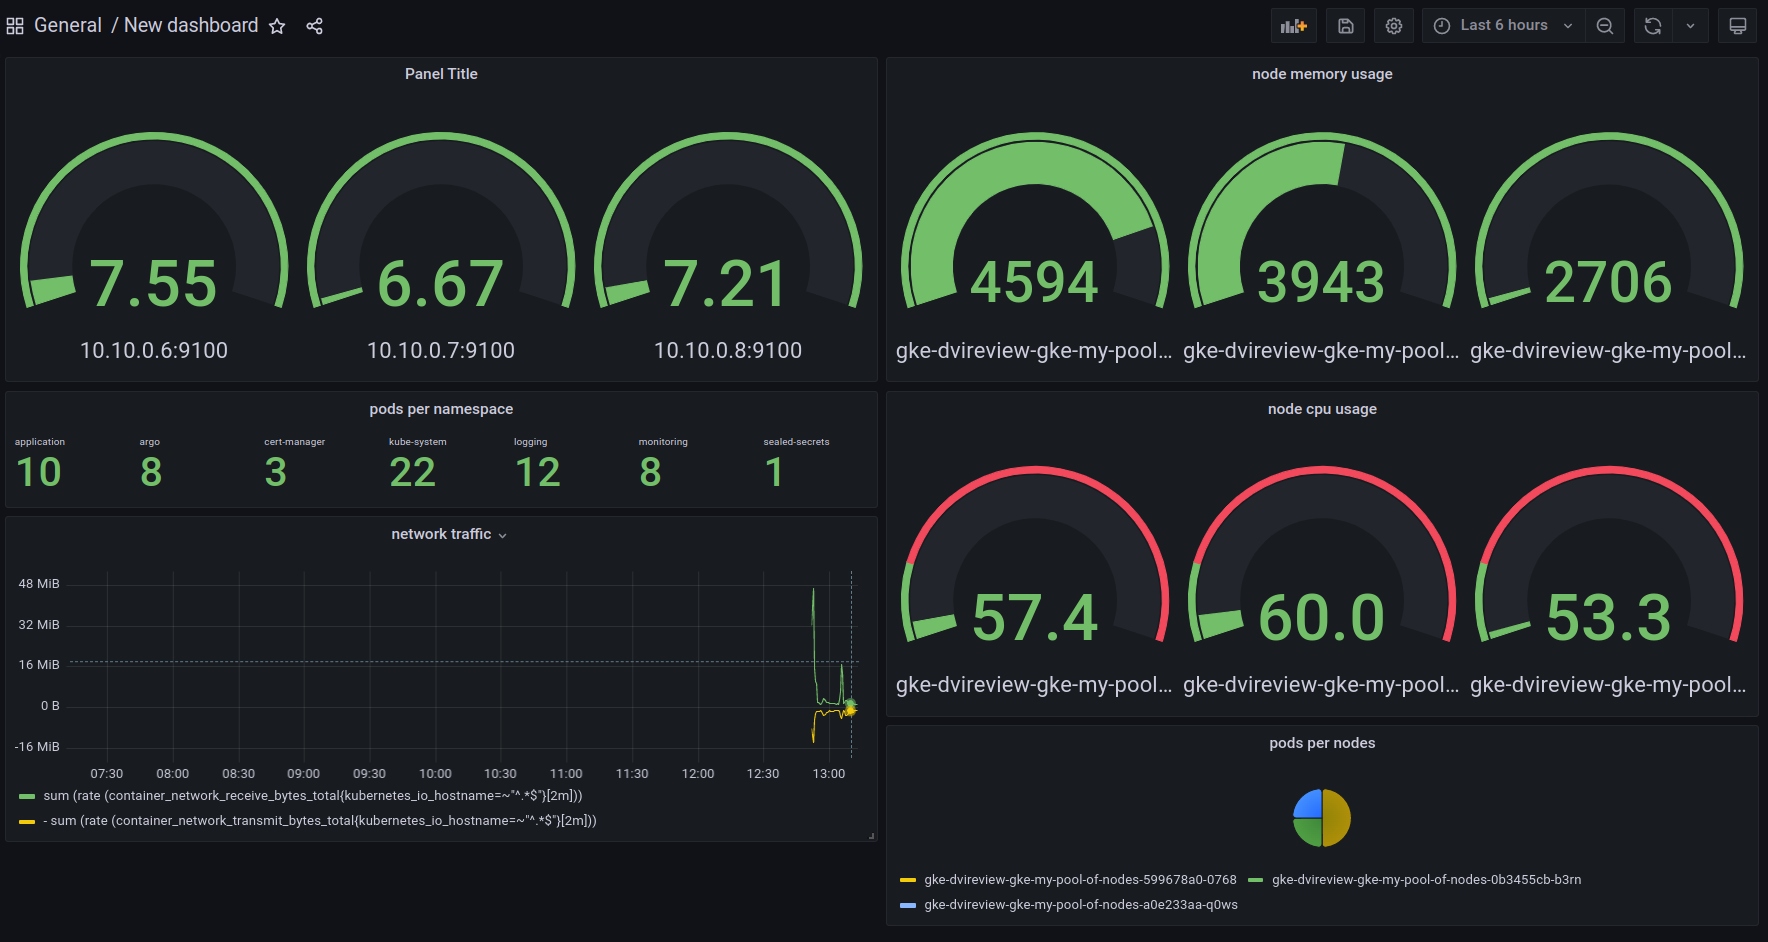 General / New dashboard
Last 6 hours
Panel Title
7.55 6.67 7.21
10.10.0.6:9100 10.10.0.7:9100 10.10.0.8:9100
node memory usage
4594 3943 2706
gke-dvireview-gke-my-pool... gke-dvireview-gke-my-pool... gke-dvireview-gke-my-pool...
pods per namespace
application argo cert-manager kube-system logging monitoring sealed-secrets
10 8 3 22 12 8 1
node cpu usage
57.4 60.0 53.3
gke-dvireview-gke-my-pool... gke-dvireview-gke-my-pool... gke-dvireview-gke-my-pool...
network traffic
48 MiB
32 MiB
16 MiB
0 B
-16 MiB
07:30 08:00 08:30 09:00 09:30 10:00 10:30 11:00 11:30 12:00 12:30 13:00
sum (rate (container_network_receive_bytes_total{kubernetes_io_hostname=~"^.*$"}[2m]))
- sum (rate (container_network_transmit_bytes_total{kubernetes_io_hostname=~"^.*$"}[2m]))
pods per nodes
gke-dvireview-gke-my-pool-of-nodes-599678a0-0768 gke-dvireview-gke-my-pool-of-nodes-0b3455cb-b3rn
gke-dvireview-gke-my-pool-of-nodes-a0e233aa-q0ws